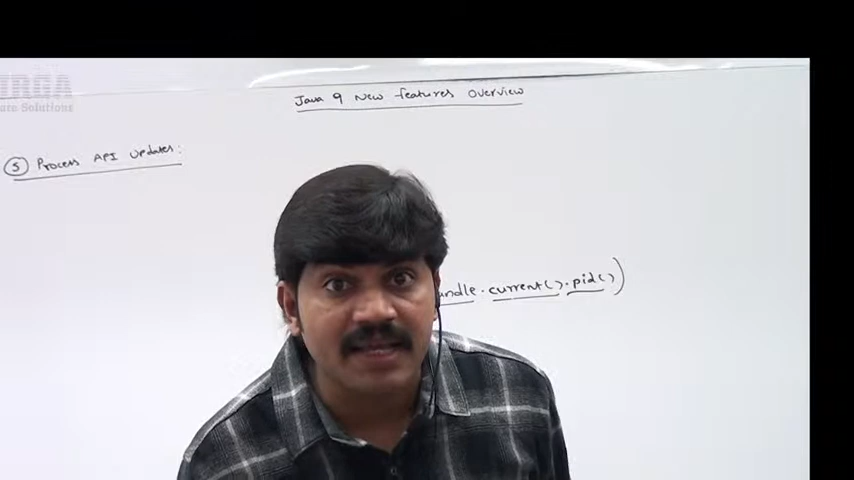 Java 9 New features Overview
⑤ Process API Updates:
andle.current().pid())